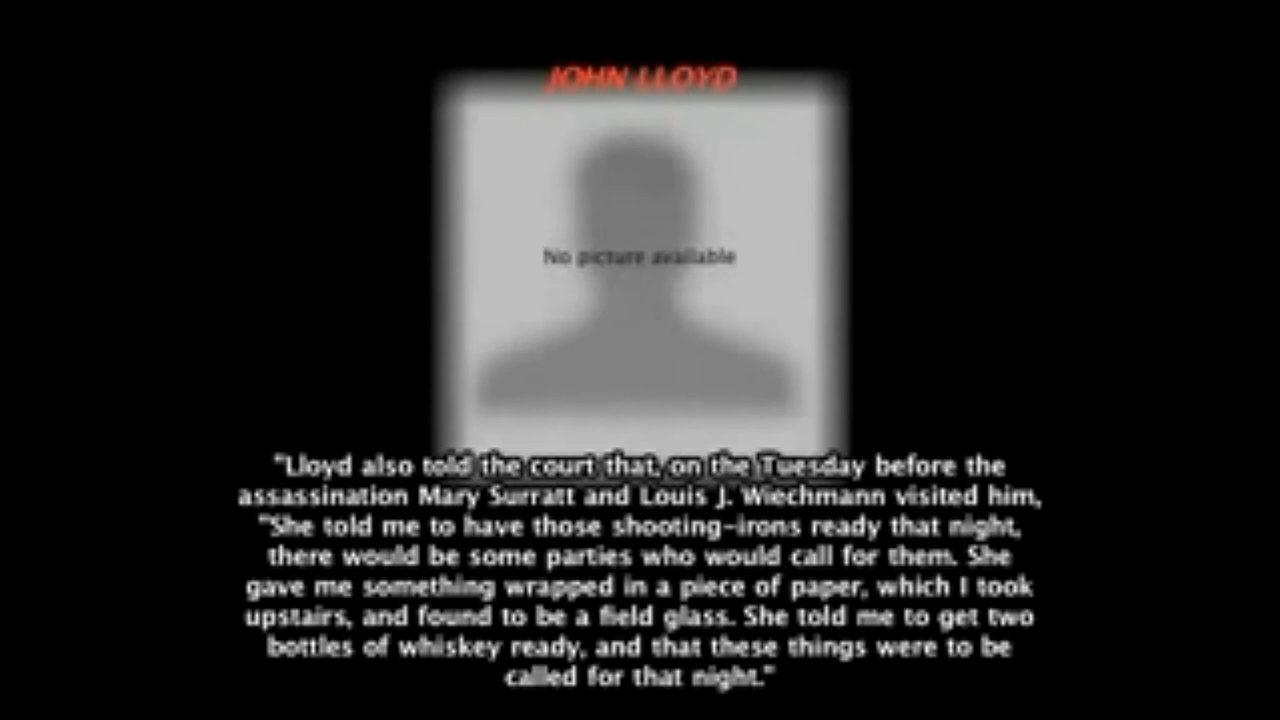 JOHN LLOYD
No picture available
"Lloyd also told the court that, on the Tuesday before the
assassination Mary Surratt and Louis J. Wiechmann visited him,
"She told me to have those shooting-irons ready that night,
there would be some parties who would call for them. She
gave me something wrapped in a piece of paper, which I took
upstairs, and found to be a field glass. She told me to get two
bottles of whiskey ready, and that these things were to be
called for that night."